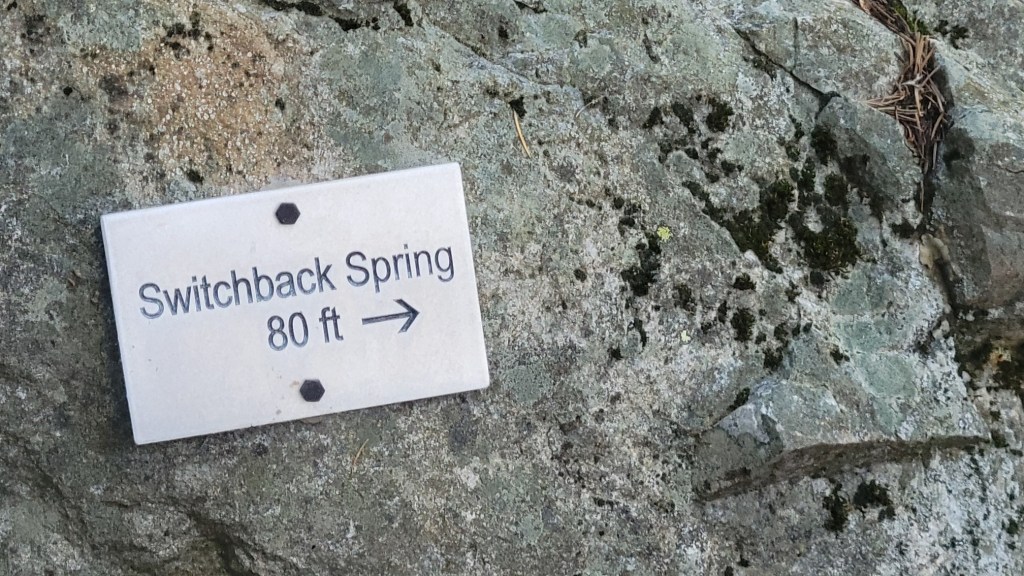 Switchback Spring
80 ft →